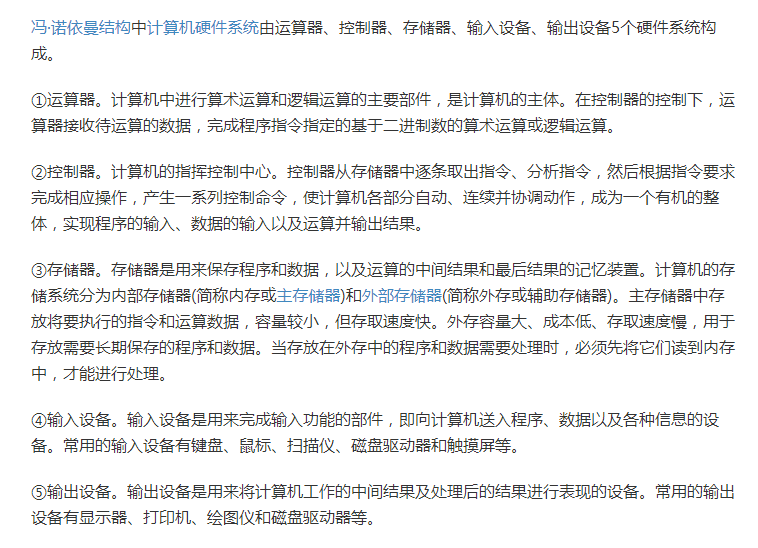 冯·诺依曼结构中计算机硬件系统由运算器、控制器、存储器、输入设备、输出设备5个硬件系统构
成。
①运算器。计算机中进行算术运算和逻辑运算的主要部件，是计算机的主体。在控制器的控制下，运
算器接收待运算的数据，完成程序指令指定的基于二进制数的算术运算或逻辑运算。
②控制器。计算机的指挥控制中心。控制器从存储器中逐条取出指令、分析指令，然后根据指令要求
完成相应操作，产生一系列控制命令，使计算机各部分自动、连续并协调动作，成为一个有机的整
体，实现程序的输入、数据的输入以及运算并输出结果。
③存储器。存储器是用来保存程序和数据，以及运算的中间结果和最后结果的记忆装置。计算机的存
储系统分为内部存储器(简称内存或主存储器)和外部存储器(简称外存或辅助存储器)。主存储器中存
放将要执行的指令和运算数据，容量较小，但存取速度快。外存容量大、成本低、存取速度慢，用于
存放需要长期保存的程序和数据。当存放在外存中的程序和数据需要处理时，必须先将它们读到内存
中，才能进行处理。
④输入设备。输入设备是用来完成输入功能的部件，即向计算机送入程序、数据以及各种信息的设
备。常用的输入设备有键盘、鼠标、扫描仪、磁盘驱动器和触摸屏等。
⑤输出设备。输出设备是用来将计算机工作的中间结果及处理后的结果进行表现的设备。常用的输出
设备有显示器、打印机、绘图仪和磁盘驱动器等。